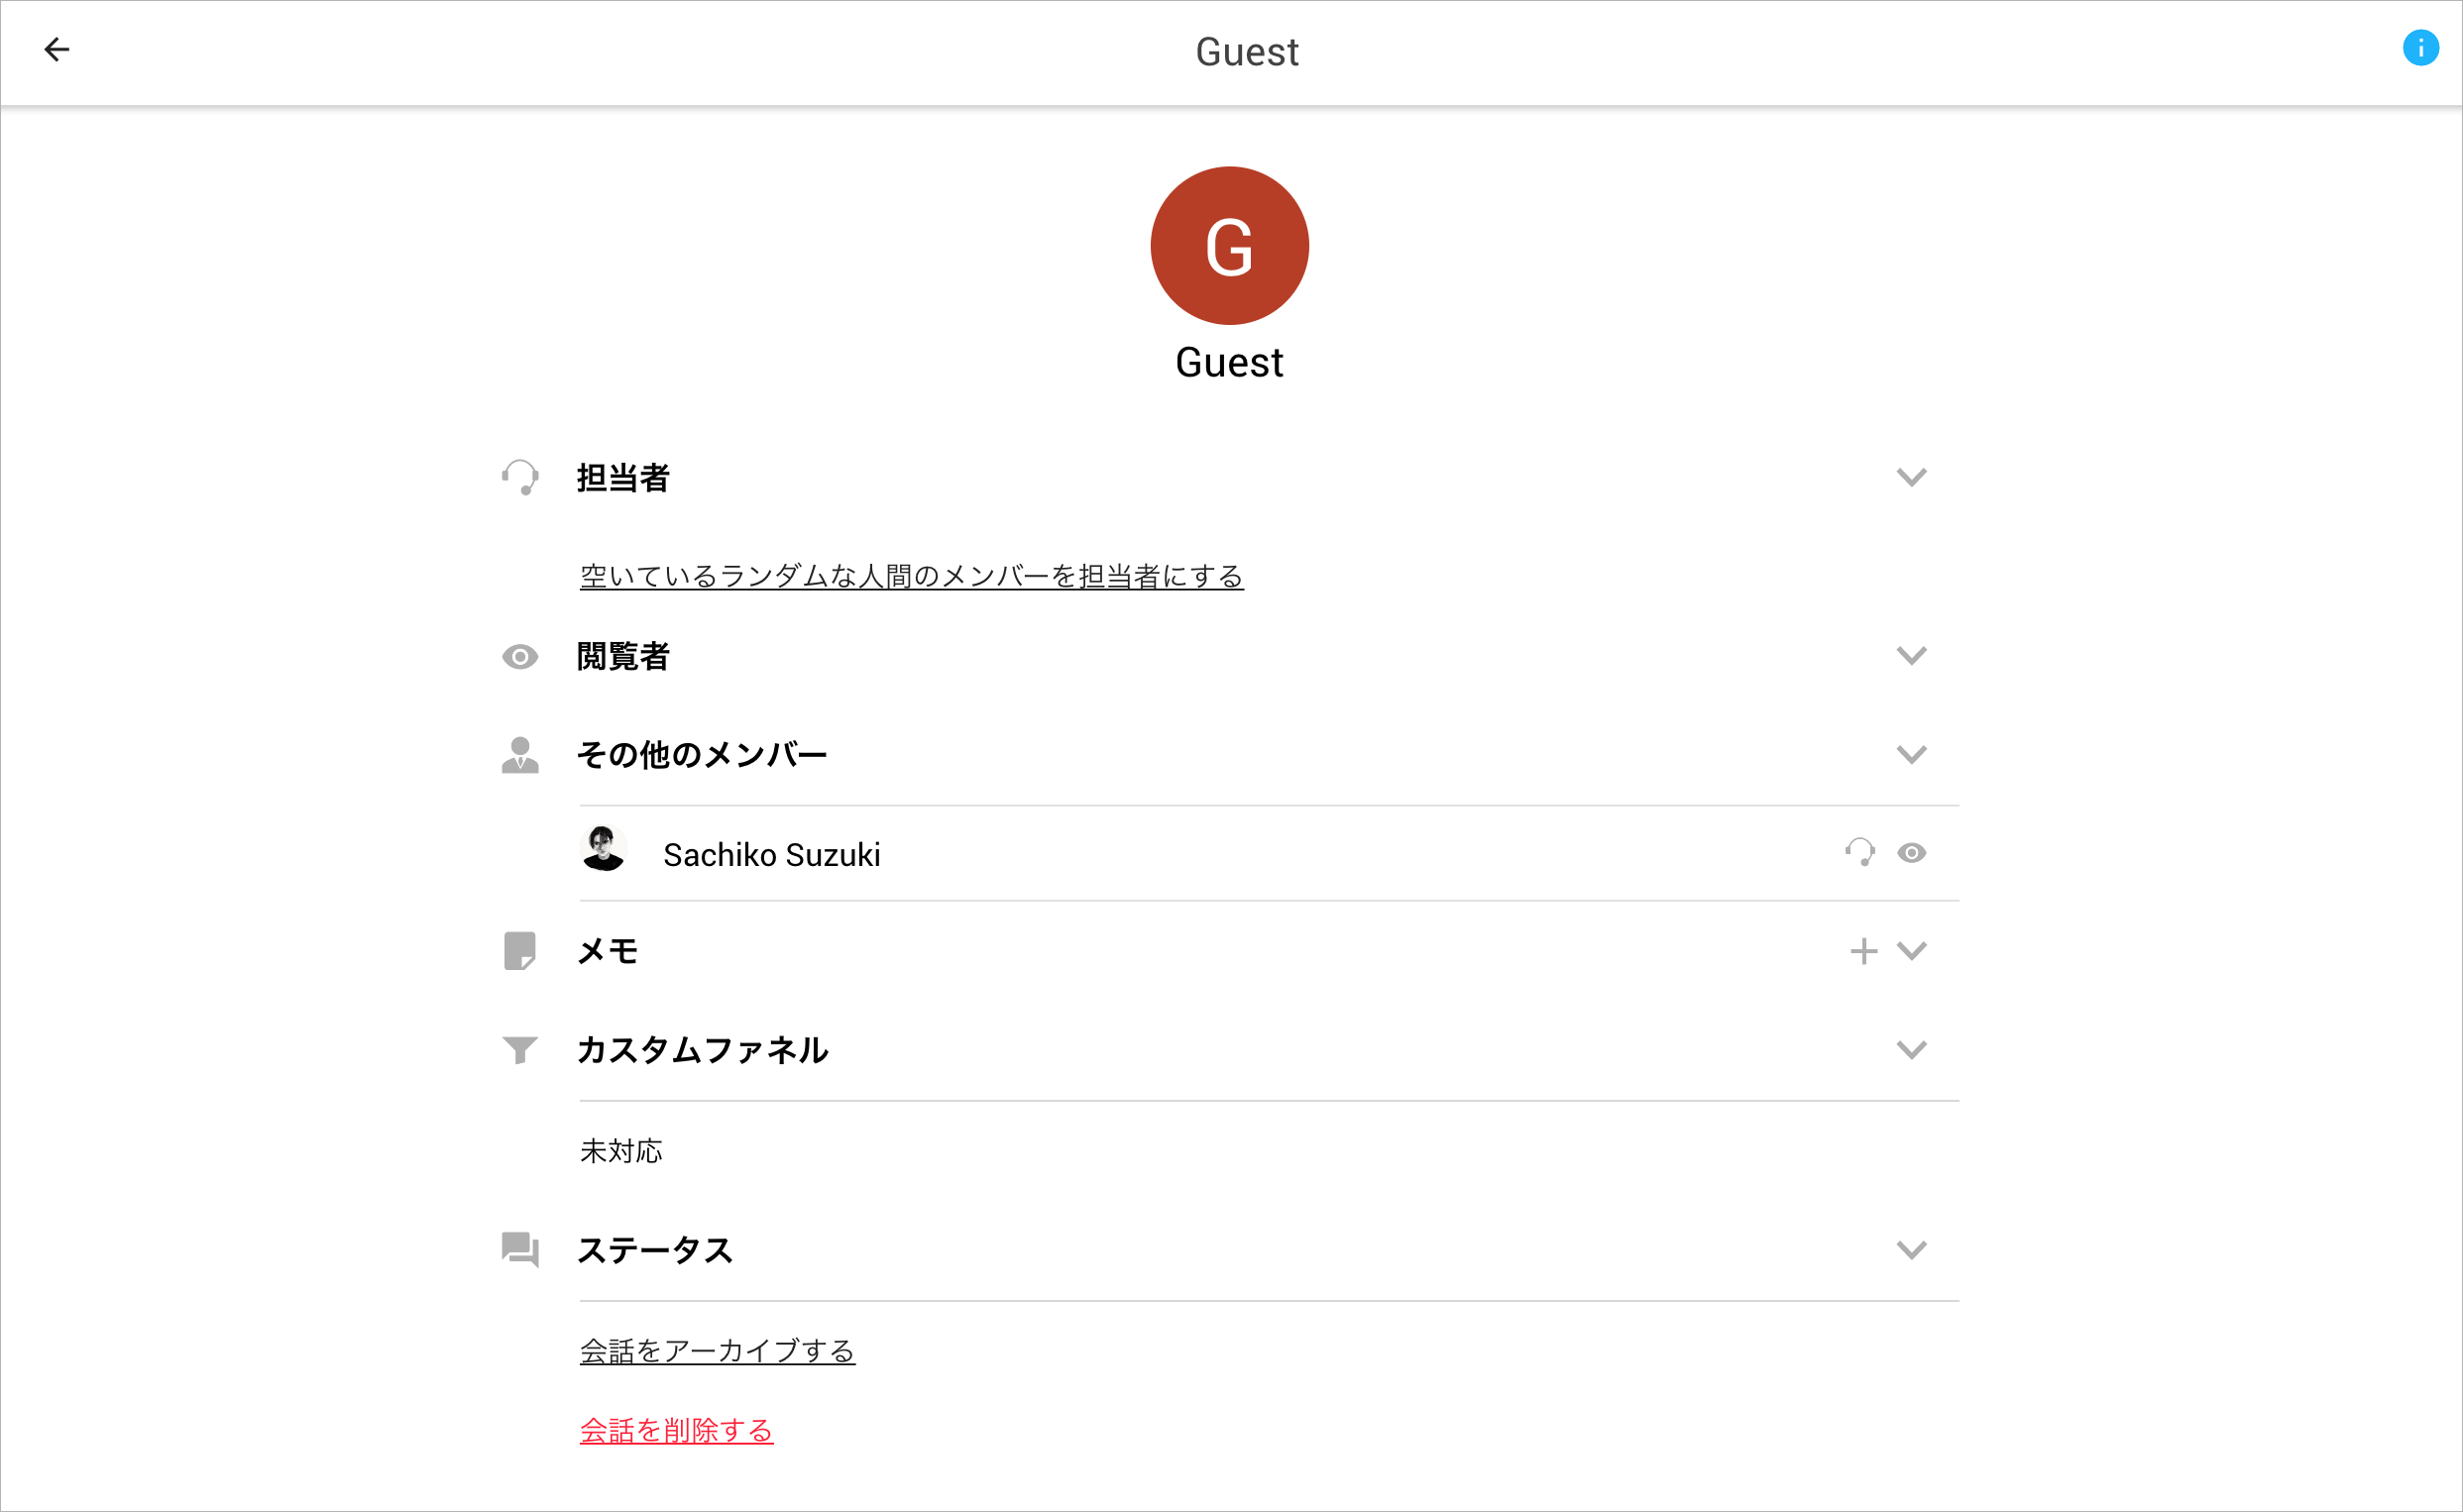 Guest
G
Guest
担当者
空いているランダムな人間のメンバーを担当者にする
閲覧者
その他のメンバー
Sachiko Suzuki
メモ
カスタムファネル
未対応
ステータス
会話をアーカイブする
会話を削除する